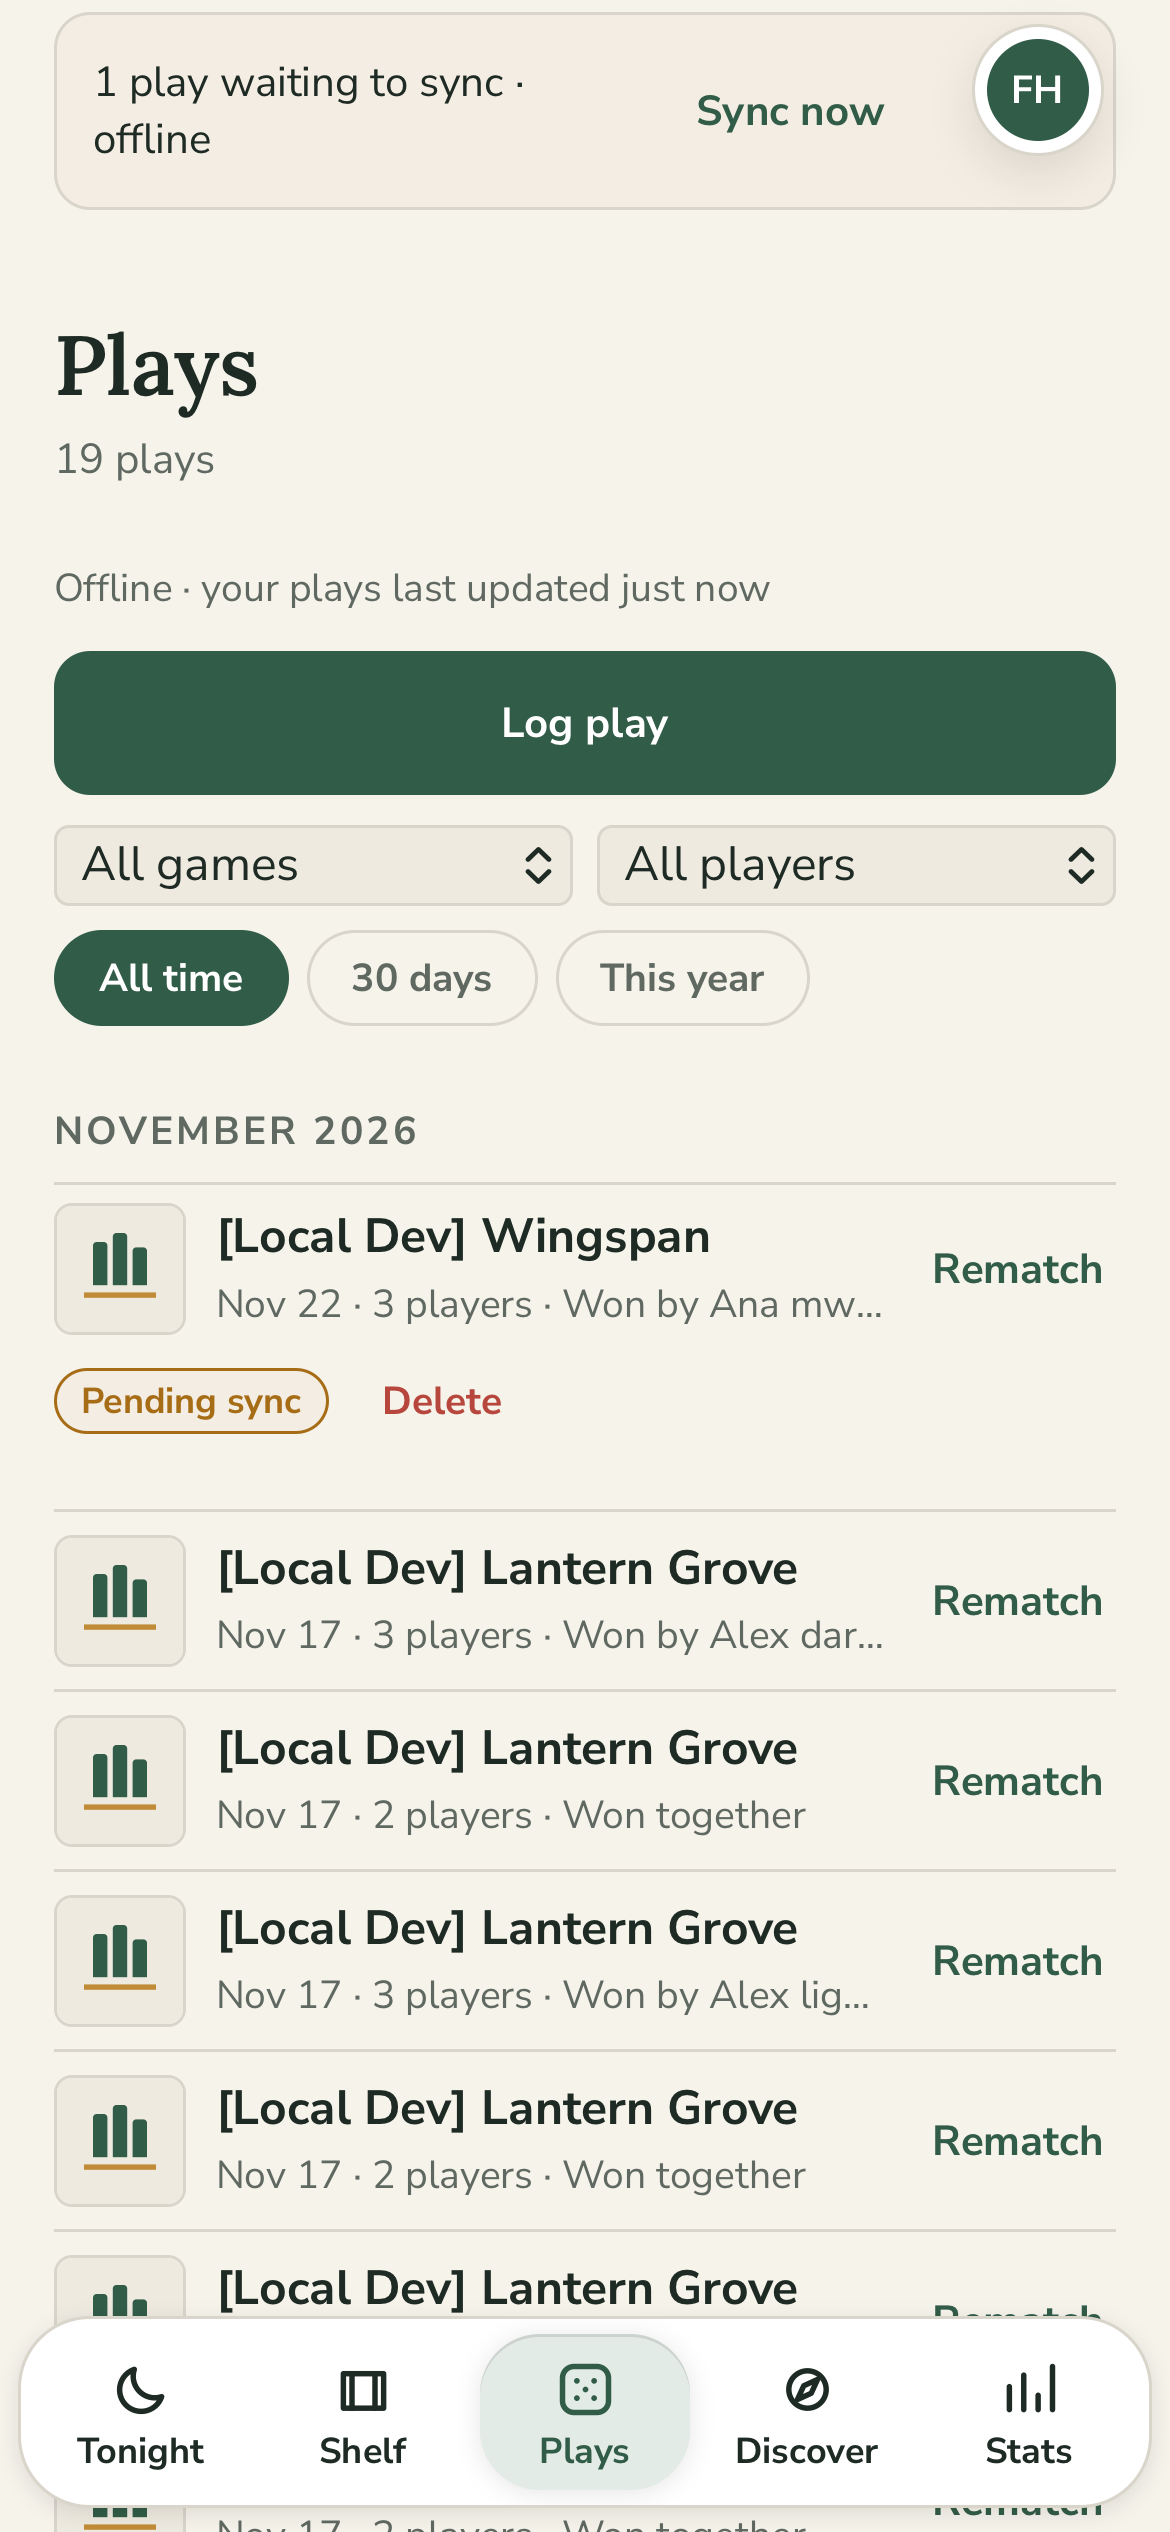 1 play waiting to sync ·
offline
Sync now
FH
Plays
19 plays
Offline · your plays last updated just now
Log play
All games
All players
All time
30 days
This year
NOVEMBER 2026
[Local Dev] Wingspan
Nov 22 · 3 players · Won by Ana mw...
Rematch
Pending sync
Delete
[Local Dev] Lantern Grove
Nov 17 · 3 players · Won by Alex dar...
Rematch
[Local Dev] Lantern Grove
Nov 17 · 2 players · Won together
Rematch
[Local Dev] Lantern Grove
Nov 17 · 3 players · Won by Alex lig...
Rematch
[Local Dev] Lantern Grove
Nov 17 · 2 players · Won together
Rematch
[Local Dev] Lantern Grove
Rematch
Tonight
Shelf
Plays
Discover
Stats
Rematch